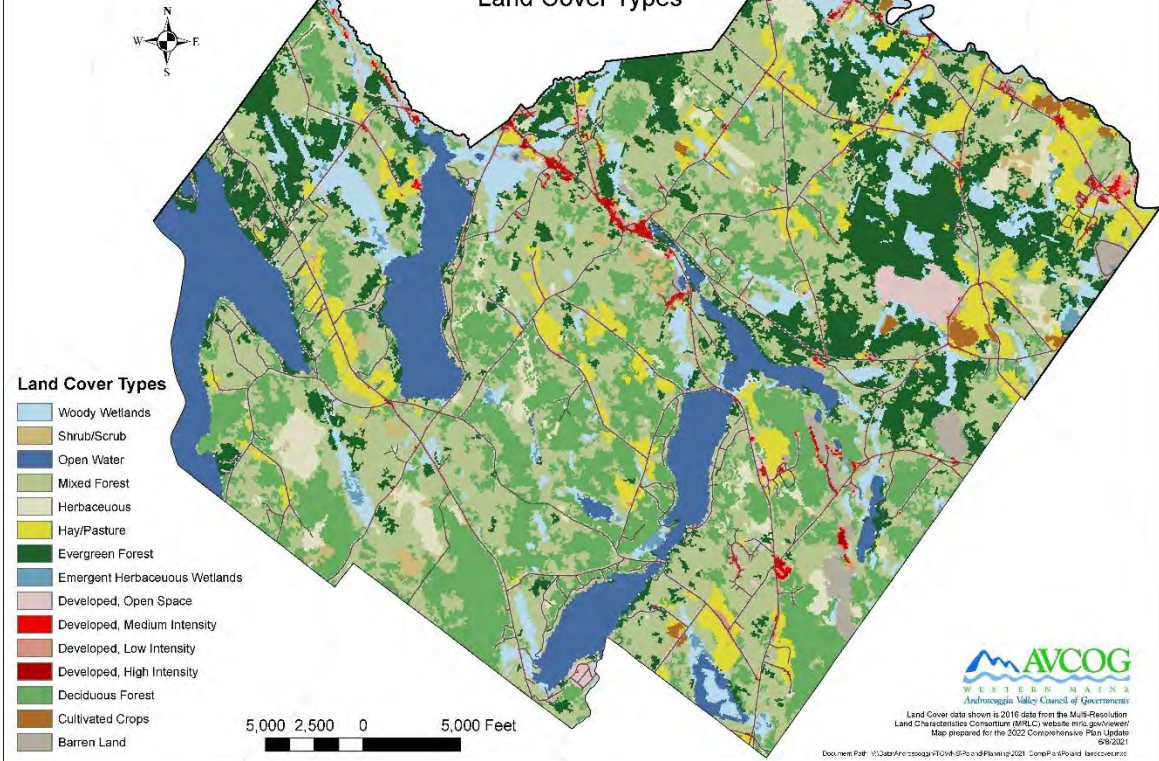 Land Cover Types
N
W E
S
Land Cover Types
Woody Wetlands
Shrub/Scrub
Open Water
Mixed Forest
Herbaceuous
Hay/Pasture
Evergreen Forest
Emergent Herbaceuous Wetlands
Developed, Open Space
Developed, Medium Intensity
Developed, Low Intensity
Developed, High Intensity
Deciduous Forest
Cultivated Crops
Barren Land
5,000 2,500 0 5,000 Feet
AVCOG
WESTERN MAINE
Androscoggin Valley Council of Governments
Land Cover data shown is 2016 data from the Multi-Resolution
Land Characteristics Consortium (MRLC) website mrlc.gov/viewer/
Map prepared for the 2022 Comprehensive Plan Update
6/8/2021
Document Path: